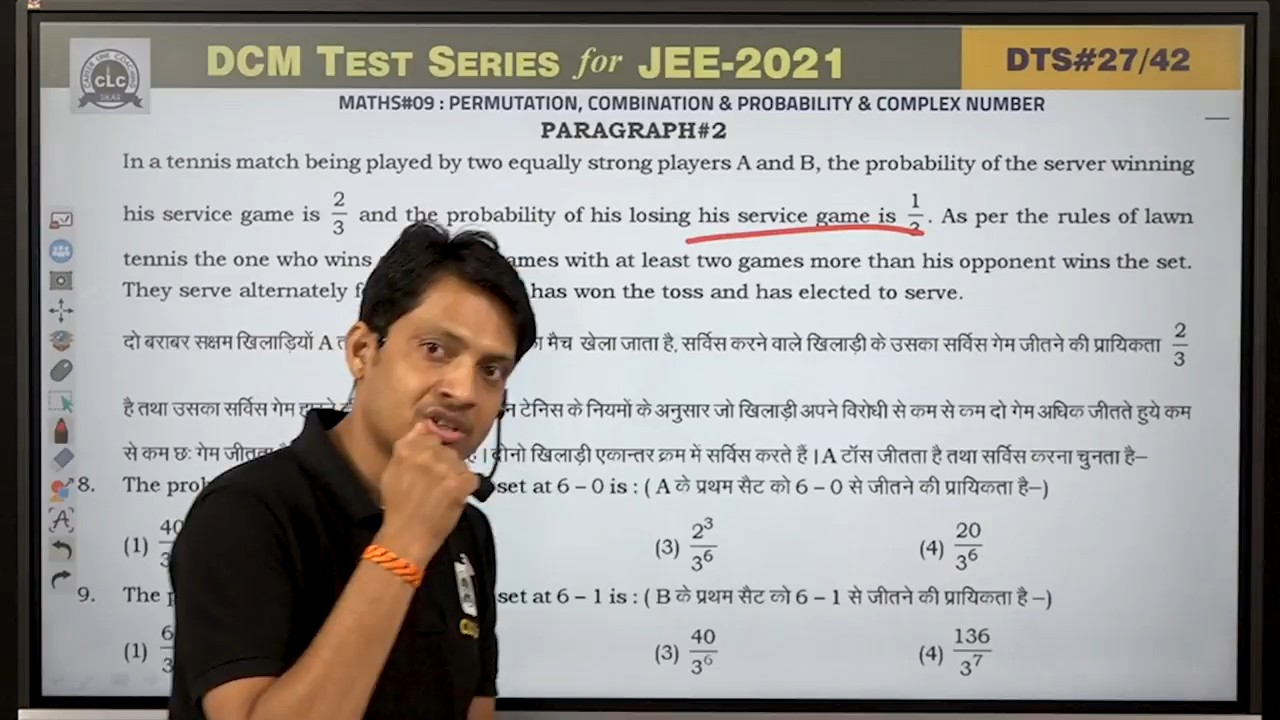 CLC
SIKAR
DCM TEST SERIES for JEE-2021
DTS#27/42
MATHS#09 : PERMUTATION, COMBINATION & PROBABILITY & COMPLEX NUMBER
PARAGRAPH#2
In a tennis match being played by two equally strong players A and B, the probability of the server winning
his service game is 2/3 and the probability of his losing his service game is 1/3. As per the rules of lawn
tennis the one who wins ames with at least two games more than his opponent wins the set.
They serve alternately has won the toss and has elected to serve.
दो बराबर सक्षम खिलाड़ियों A मैच खेला जाता है, सर्विस करने वाले खिलाड़ी के उसका सर्विस गेम जीतने की प्रायिकता 2/3
है तथा उसका सर्विस गेम टेनिस के नियमों के अनुसार जो खिलाड़ी अपने विरोधी से कम से कम दो गेम अधिक जीतते हुये कम
से कम छः गेम जीतता । दोनो खिलाड़ी एकान्तर क्रम में सर्विस करते हैं । A टॉस जीतता है तथा सर्विस करना चुनता है–
8. The set at 6 – 0 is : ( A के प्रथम सैट को 6 – 0 से जीतने की प्रायिकता है–)
(1) 40 (3) 2³/3⁶ (4) 20/3⁶
9. The set at 6 – 1 is : ( B के प्रथम सैट को 6 – 1 से जीतने की प्रायिकता है –)
(1) (3) 40/3⁶ (4) 136/3⁷